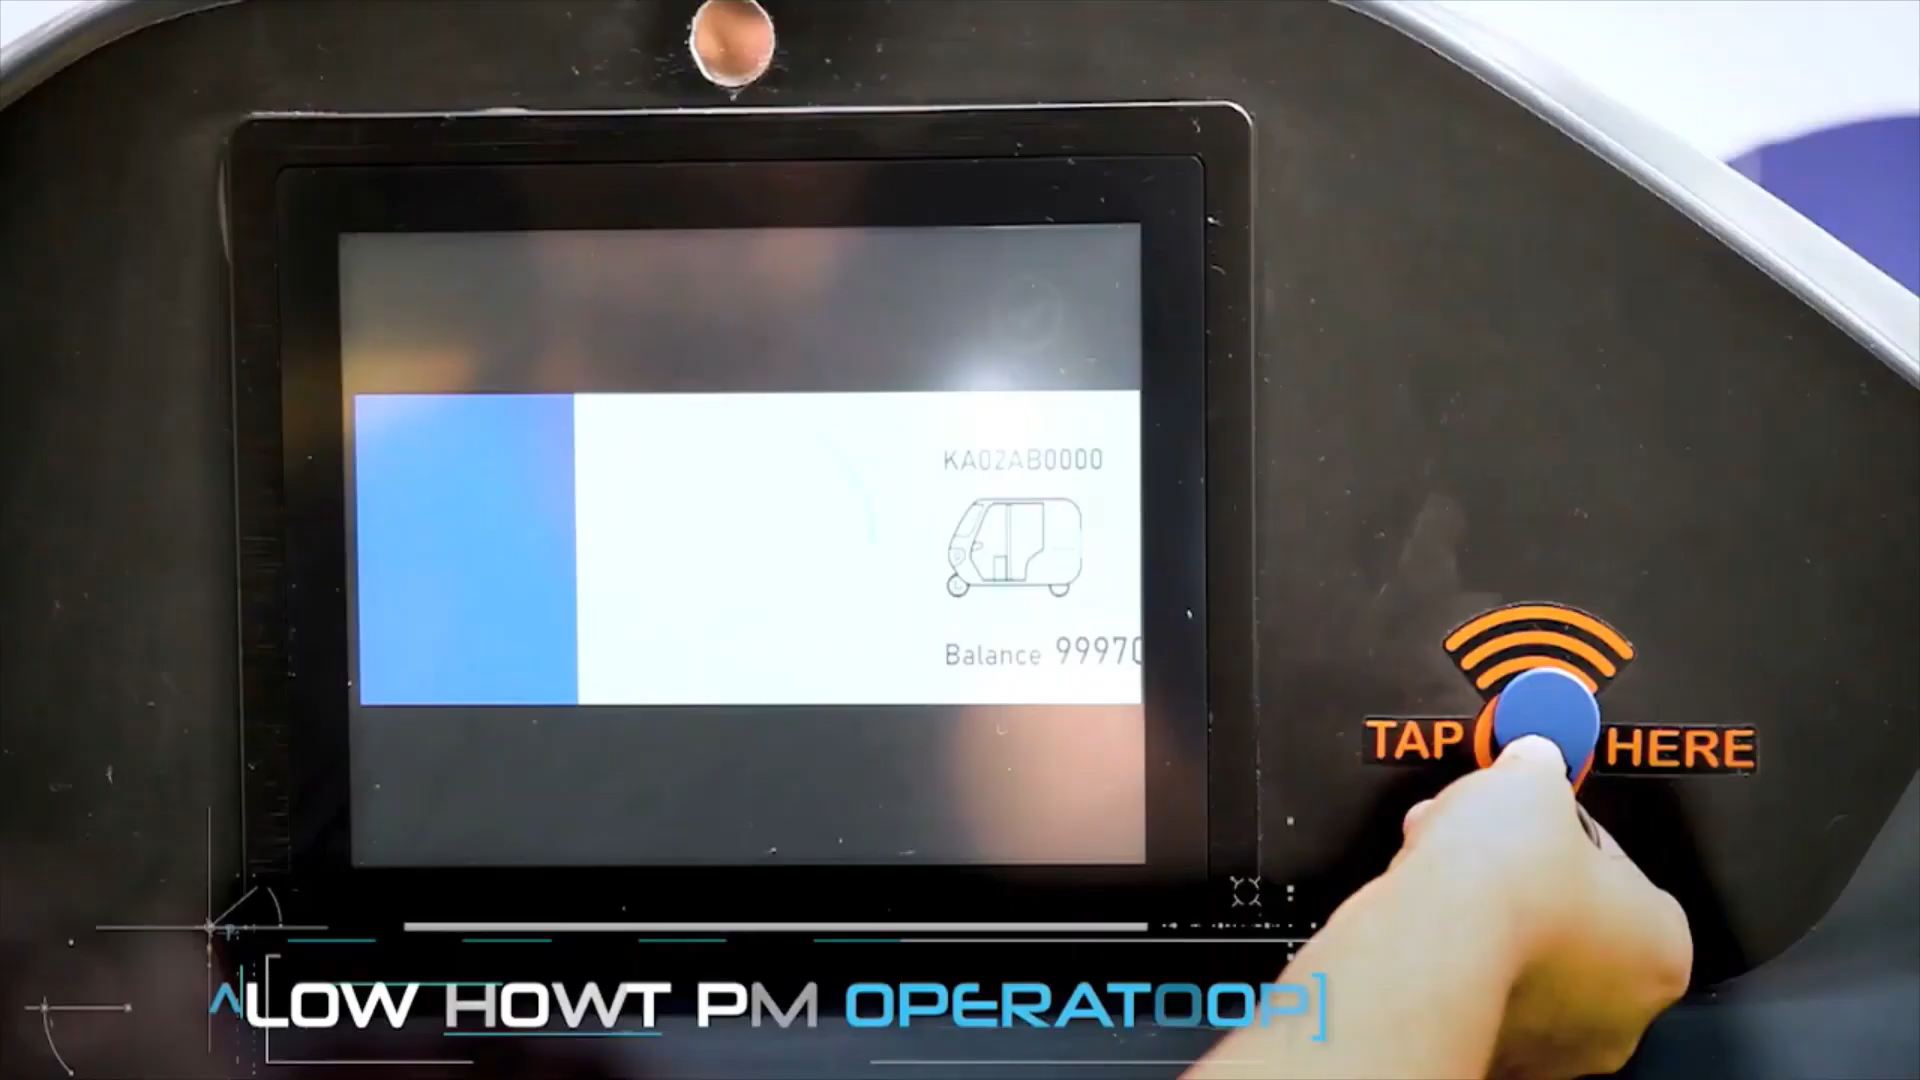 KA02AB0000
Balance 99970
TAP HERE
LOW HOWT PM OPERATOOP]